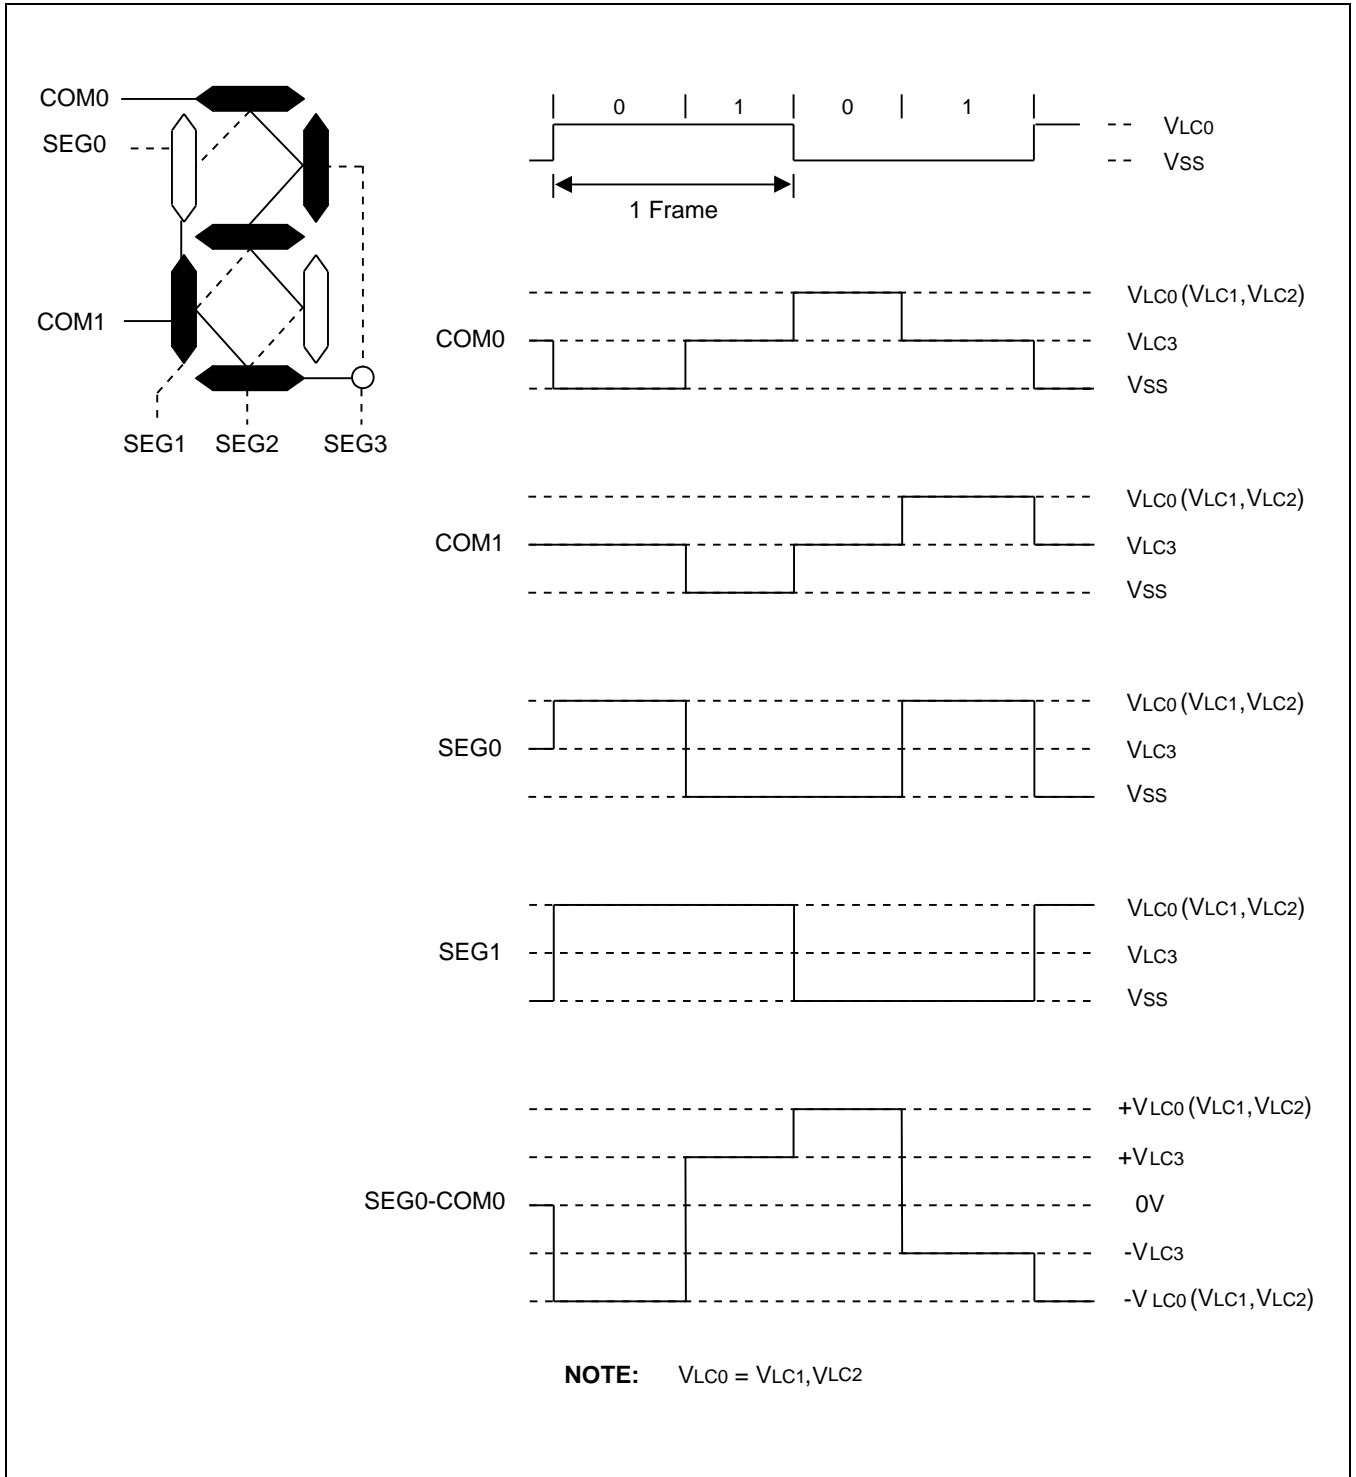 COM0
SEG0
COM1
SEG1 SEG2 SEG3
0 1 0 1
VLC0
VSS
1 Frame
COM0
VLC0 (VLC1,VLC2)
VLC3
VSS
COM1
VLC0 (VLC1,VLC2)
VLC3
VSS
SEG0
VLC0 (VLC1,VLC2)
VLC3
VSS
SEG1
VLC0 (VLC1,VLC2)
VLC3
VSS
SEG0-COM0
+VLC0 (VLC1,VLC2)
+VLC3
0V
-VLC3
-V LC0 (VLC1,VLC2)
NOTE: VLC0 = VLC1,VLC2